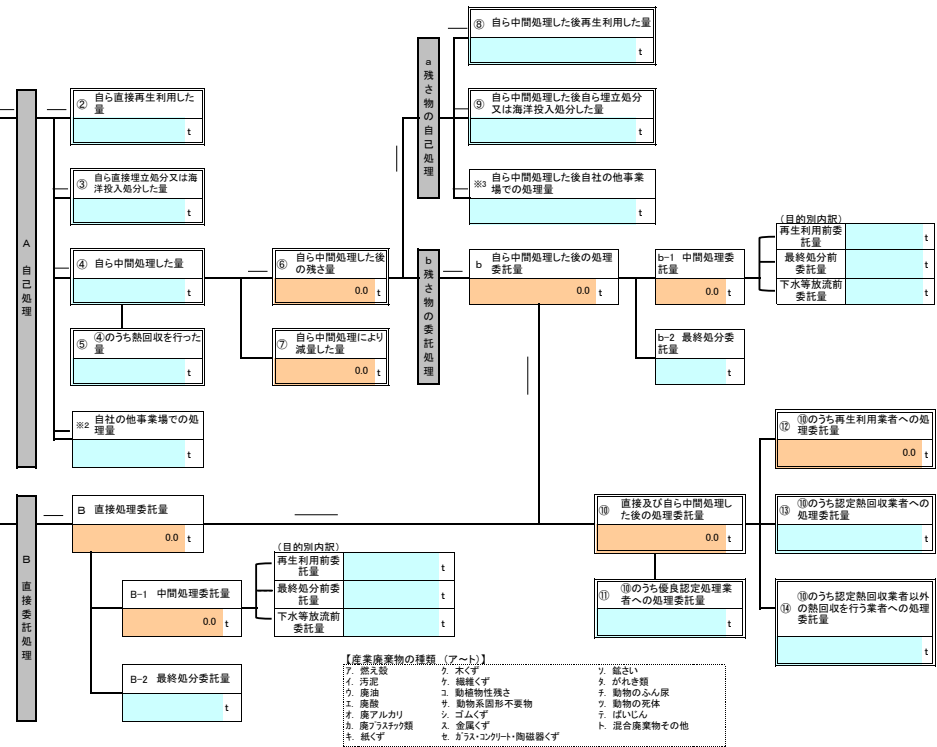 ⑧ 自ら中間処理した後再生利用した量
t
a 残さ物の自己処理
② 自ら直接再生利用した
量
t
⑨ 自ら中間処理した後自ら埋立処分
又は海洋投入処分した量
t
③ 自ら直接埋立処分又は海
洋投入処分した量
t
※3 自ら中間処理した後自社の他事業
場での処理量
t
A 自己処理
④ 自ら中間処理した量
t
⑥ 自ら中間処理した後
の残さ量
0.0 t
b 残さ物の委託処理
b 自ら中間処理した後の処理
委託量
0.0 t
b-1 中間処理委
託量
0.0 t
(目的別内訳)
再生利用前委
託量
t
最終処分前
委託量
t
下水等放流前
委託量
t
⑤ ④のうち熱回収を行った
量
t
⑦ 自ら中間処理により
減量した量
0.0 t
b-2 最終処分委
託量
t
※2 自社の他事業場での処
理量
t
⑫ ⑩のうち再生利用業者への処
理委託量
0.0 t
B 直接委託処理
B 直接処理委託量
0.0 t
⑩ 直接及び自ら中間処理し
た後の処理委託量
0.0 t
⑬ ⑩のうち認定熱回収業者への
処理委託量
t
B-1 中間処理委託量
0.0 t
(目的別内訳)
再生利用前委
託量
t
最終処分前委
託量
t
下水等放流前
委託量
t
⑪ ⑩のうち優良認定処理業
者への処理委託量
t
⑭ ⑩のうち認定熱回収業者以外
の熱回収を行う業者への処理
委託量
t
B-2 最終処分委託量
t
【産業廃棄物の種類 (ア～ト)】
ア. 燃え殻 ク. 木くず ソ. 鉱さい
イ. 汚泥 ケ. 繊維くず タ. がれき類
ウ. 廃油 コ. 動植物性残さ チ. 動物のふん尿
エ. 廃酸 サ. 動物系固形不要物 ツ. 動物の死体
オ. 廃アルカリ シ. ゴムくず テ. ばいじん
カ. 廃プラスチック類 ス. 金属くず ト. 混合廃棄物その他
キ. 紙くず セ. ガラス・コンクリート・陶磁器くず